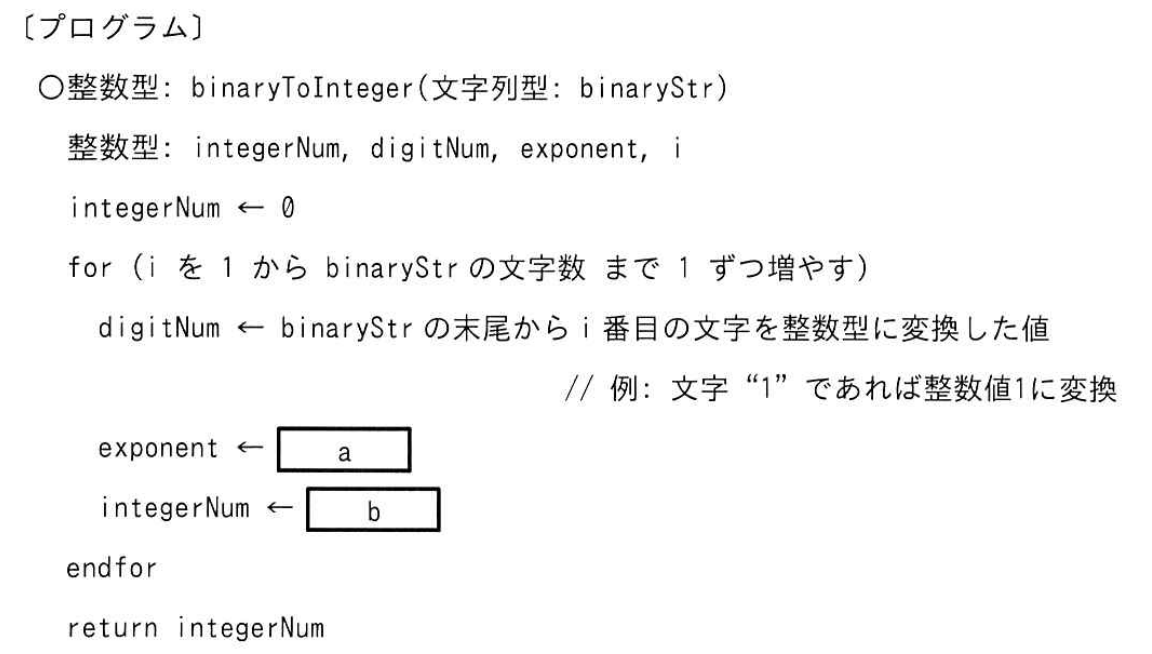 〔プログラム〕
○整数型: binaryToInteger(文字列型: binaryStr)
整数型: integerNum, digitNum, exponent, i
integerNum ← 0
for (i を 1 から binaryStr の文字数 まで 1 ずつ増やす)
digitNum ← binaryStr の末尾から i 番目の文字を整数型に変換した値
// 例: 文字 “1” であれば整数値1に変換
exponent ← a
integerNum ← b
endfor
return integerNum